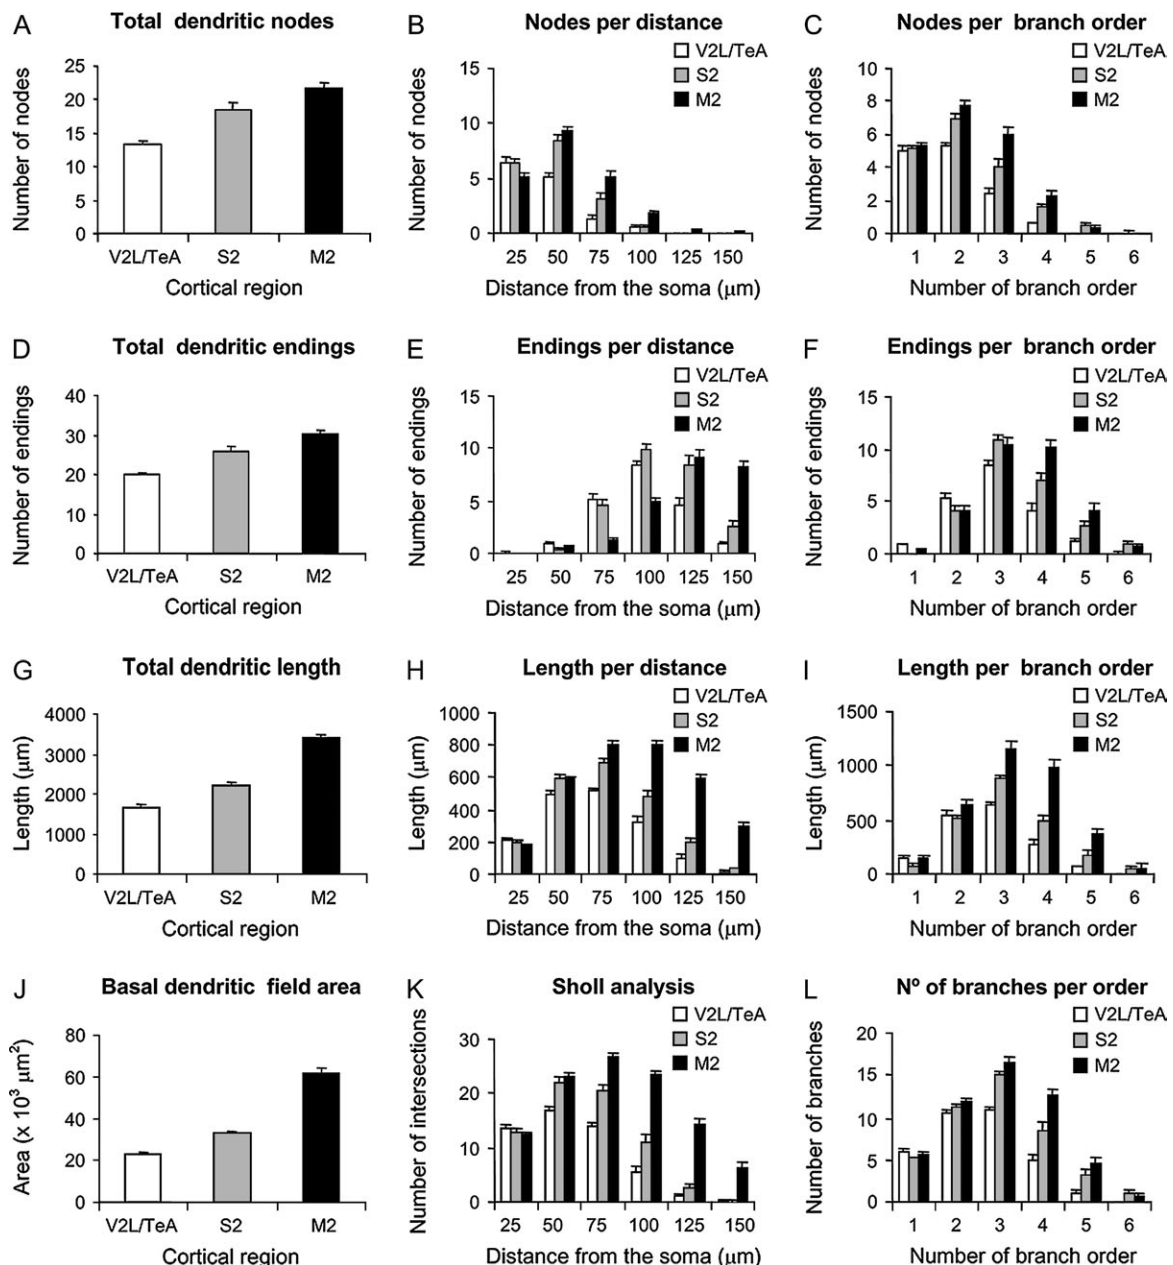 A Total dendritic nodes
Number of nodes
25
20
15
10
5
0
V2L/TeA S2 M2
Cortical region
B Nodes per distance
V2L/TeA
S2
M2
Number of nodes
15
10
5
0
25 50 75 100 125 150
Distance from the soma (μm)
C Nodes per branch order
V2L/TeA
S2
M2
Number of nodes
10
8
6
4
2
0
1 2 3 4 5 6
Number of branch order
D Total dendritic endings
Number of endings
40
30
20
10
0
V2L/TeA S2 M2
Cortical region
E Endings per distance
V2L/TeA
S2
M2
Number of endings
15
10
5
0
25 50 75 100 125 150
Distance from the soma (μm)
F Endings per branch order
V2L/TeA
S2
M2
Number of endings
15
10
5
0
1 2 3 4 5 6
Number of branch order
G Total dendritic length
Length (μm)
4000
3000
2000
1000
0
V2L/TeA S2 M2
Cortical region
H Length per distance
V2L/TeA
S2
M2
Length (μm)
1000
800
600
400
200
0
25 50 75 100 125 150
Distance from the soma (μm)
I Length per branch order
V2L/TeA
S2
M2
Length (μm)
1500
1000
500
0
1 2 3 4 5 6
Number of branch order
J Basal dendritic field area
Area (x 10³ μm²)
80
60
40
20
0
V2L/TeA S2 M2
Cortical region
K Sholl analysis
V2L/TeA
S2
M2
Number of intersections
30
20
10
0
25 50 75 100 125 150
Distance from the soma (μm)
L Nº of branches per order
V2L/TeA
S2
M2
Number of branches
20
15
10
5
0
1 2 3 4 5 6
Number of branch order